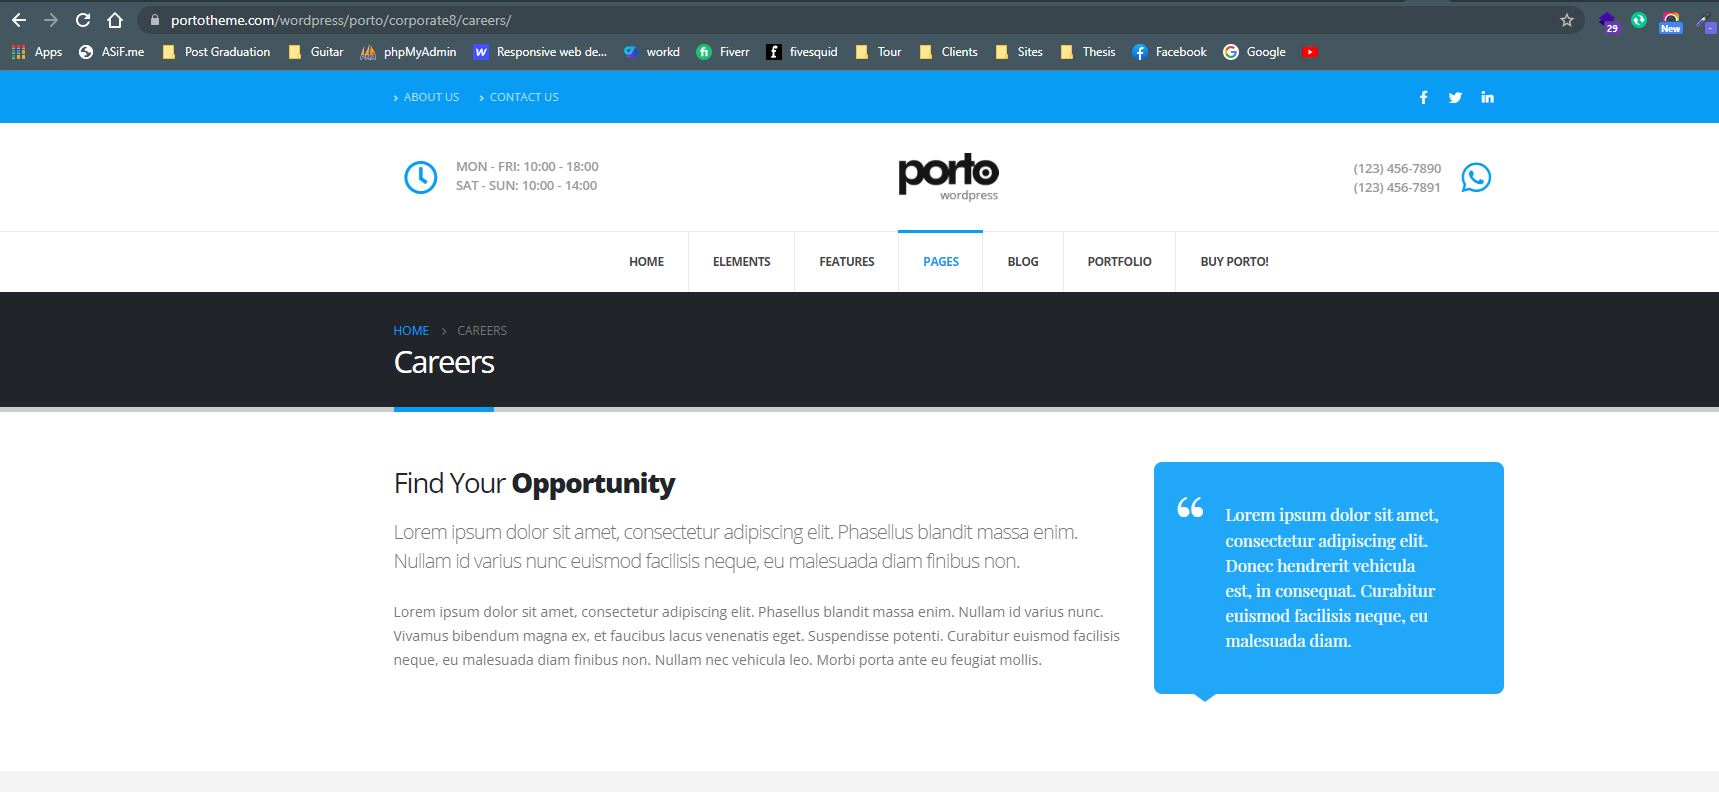 portotheme.com/wordpress/porto/corporate8/careers/
29
New
Apps
ASiF.me
Post Graduation
Guitar
phpMyAdmin
Responsive web de...
workd
Fiverr
fivesquid
Tour
Clients
Sites
Thesis
Facebook
Google
ABOUT US
CONTACT US
MON - FRI: 10:00 - 18:00
SAT - SUN: 10:00 - 14:00
porto
wordpress
(123) 456-7890
(123) 456-7891
HOME
ELEMENTS
FEATURES
PAGES
BLOG
PORTFOLIO
BUY PORTO!
HOME > CAREERS
Careers
Find Your Opportunity
Lorem ipsum dolor sit amet, consectetur adipiscing elit. Phasellus blandit massa enim.
Nullam id varius nunc euismod facilisis neque, eu malesuada diam finibus non.
Lorem ipsum dolor sit amet, consectetur adipiscing elit. Phasellus blandit massa enim. Nullam id varius nunc.
Vivamus bibendum magna ex, et faucibus lacus venenatis eget. Suspendisse potenti. Curabitur euismod facilisis
neque, eu malesuada diam finibus non. Nullam nec vehicula leo. Morbi porta ante eu feugiat mollis.
“
Lorem ipsum dolor sit amet,
consectetur adipiscing elit.
Donec hendrerit vehicula
est, in consequat. Curabitur
euismod facilisis neque, eu
malesuada diam.